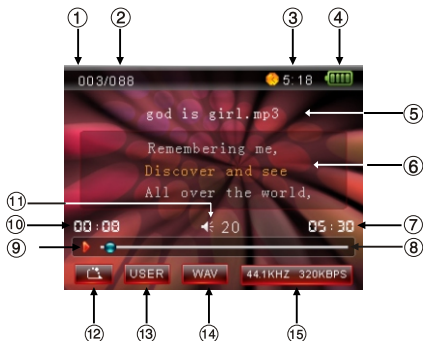 ① ② ③ ④
003/088 5:18
god is girl.mp3 ⑤
Remembering me,
Discover and see ⑥
All over the world,
⑪
⑩ 00:08 20 05:30 ⑦
⑨ ⑧
USER WAV 44.1KHZ 320KBPS
⑫ ⑬ ⑭ ⑮